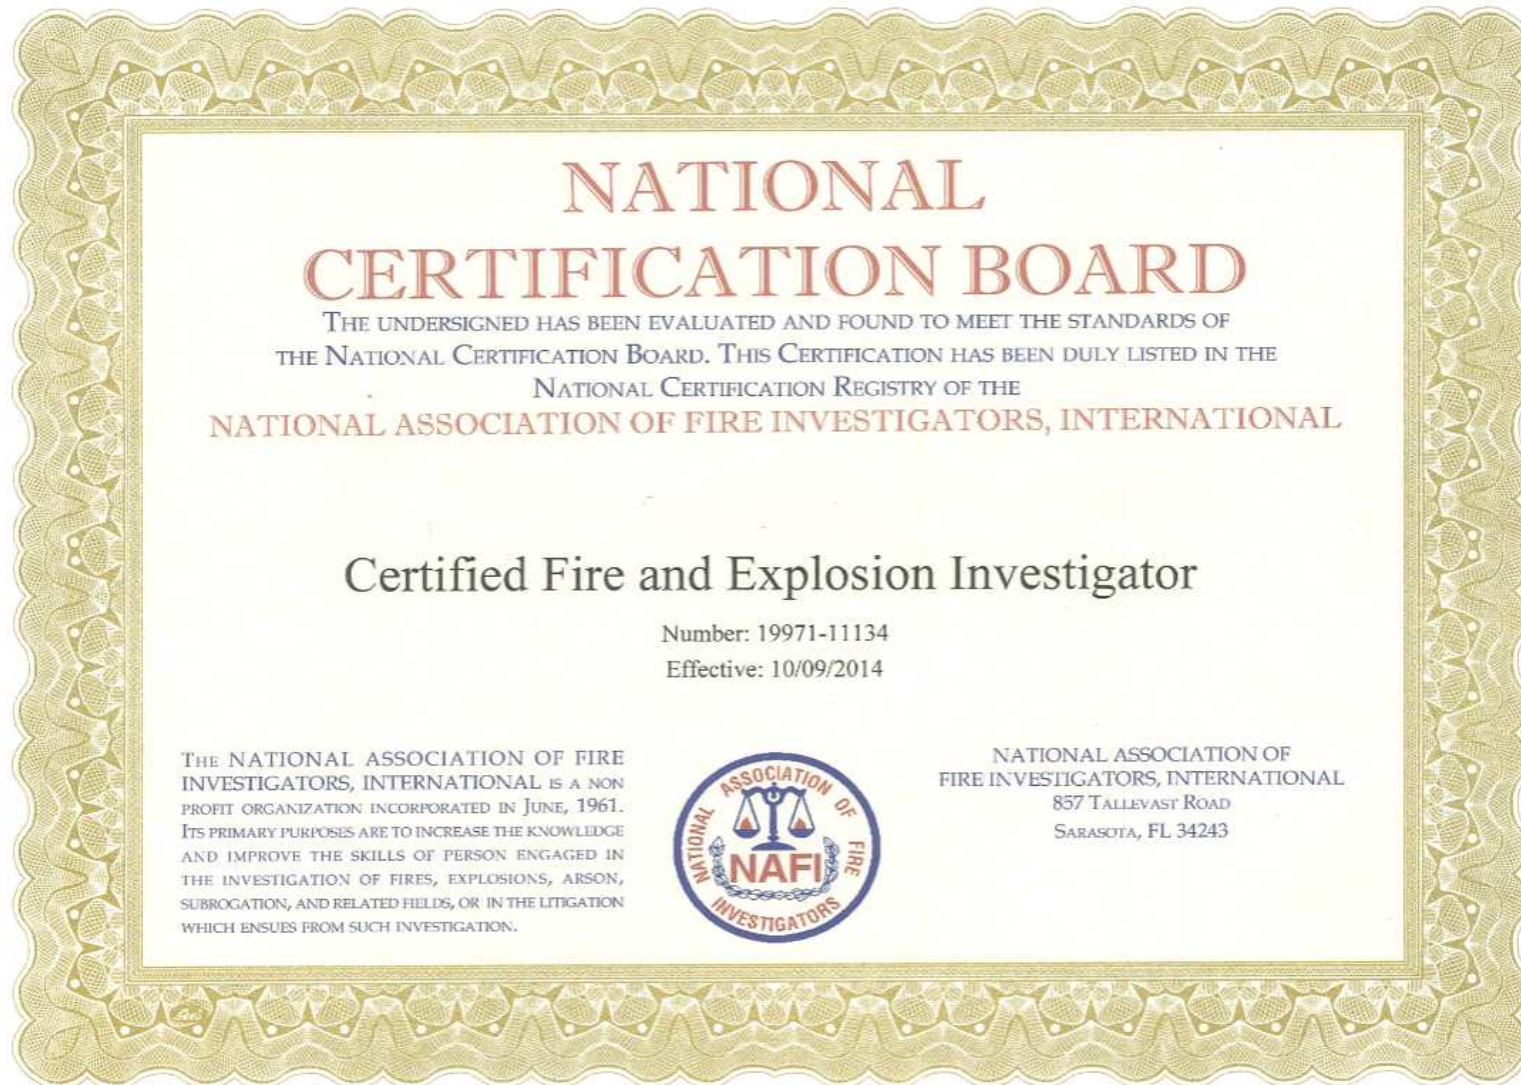 NATIONAL
CERTIFICATION BOARD
THE UNDERSIGNED HAS BEEN EVALUATED AND FOUND TO MEET THE STANDARDS OF
THE NATIONAL CERTIFICATION BOARD. THIS CERTIFICATION HAS BEEN DULY LISTED IN THE
NATIONAL CERTIFICATION REGISTRY OF THE
NATIONAL ASSOCIATION OF FIRE INVESTIGATORS, INTERNATIONAL
Certified Fire and Explosion Investigator
Number: 19971-11134
Effective: 10/09/2014
THE NATIONAL ASSOCIATION OF FIRE
INVESTIGATORS, INTERNATIONAL IS A NON
PROFIT ORGANIZATION INCORPORATED IN JUNE, 1961.
ITS PRIMARY PURPOSES ARE TO INCREASE THE KNOWLEDGE
AND IMPROVE THE SKILLS OF PERSON ENGAGED IN
THE INVESTIGATION OF FIRES, EXPLOSIONS, ARSON,
SUBROGATION, AND RELATED FIELDS, OR IN THE LITIGATION
WHICH ENSUES FROM SUCH INVESTIGATION.
NATIONAL ASSOCIATION OF FIRE
INVESTIGATORS
NAFI
NATIONAL ASSOCIATION OF
FIRE INVESTIGATORS, INTERNATIONAL
857 TALLEVAST ROAD
SARASOTA, FL 34243